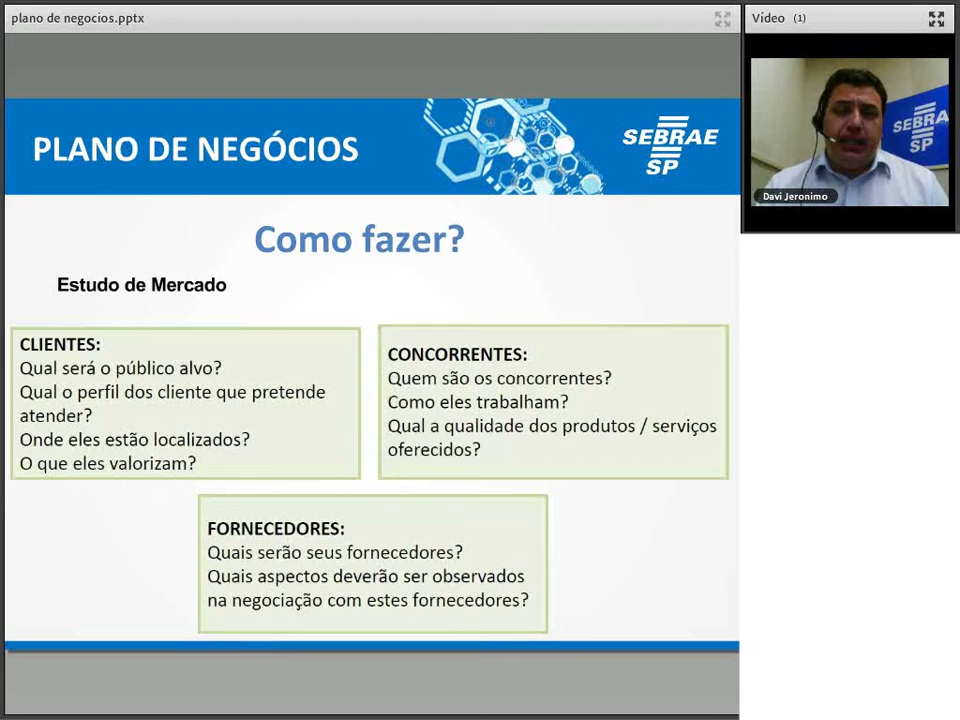 plano de negocios.pptx
Vídeo (1)
PLANO DE NEGÓCIOS
SEBRAE
SP
SEBRAE
SP
Davi Jeronimo
Como fazer?
Estudo de Mercado
CLIENTES:
Qual será o público alvo?
Qual o perfil dos cliente que pretende
atender?
Onde eles estão localizados?
O que eles valorizam?
CONCORRENTES:
Quem são os concorrentes?
Como eles trabalham?
Qual a qualidade dos produtos / serviços
oferecidos?
FORNECEDORES:
Quais serão seus fornecedores?
Quais aspectos deverão ser observados
na negociação com estes fornecedores?